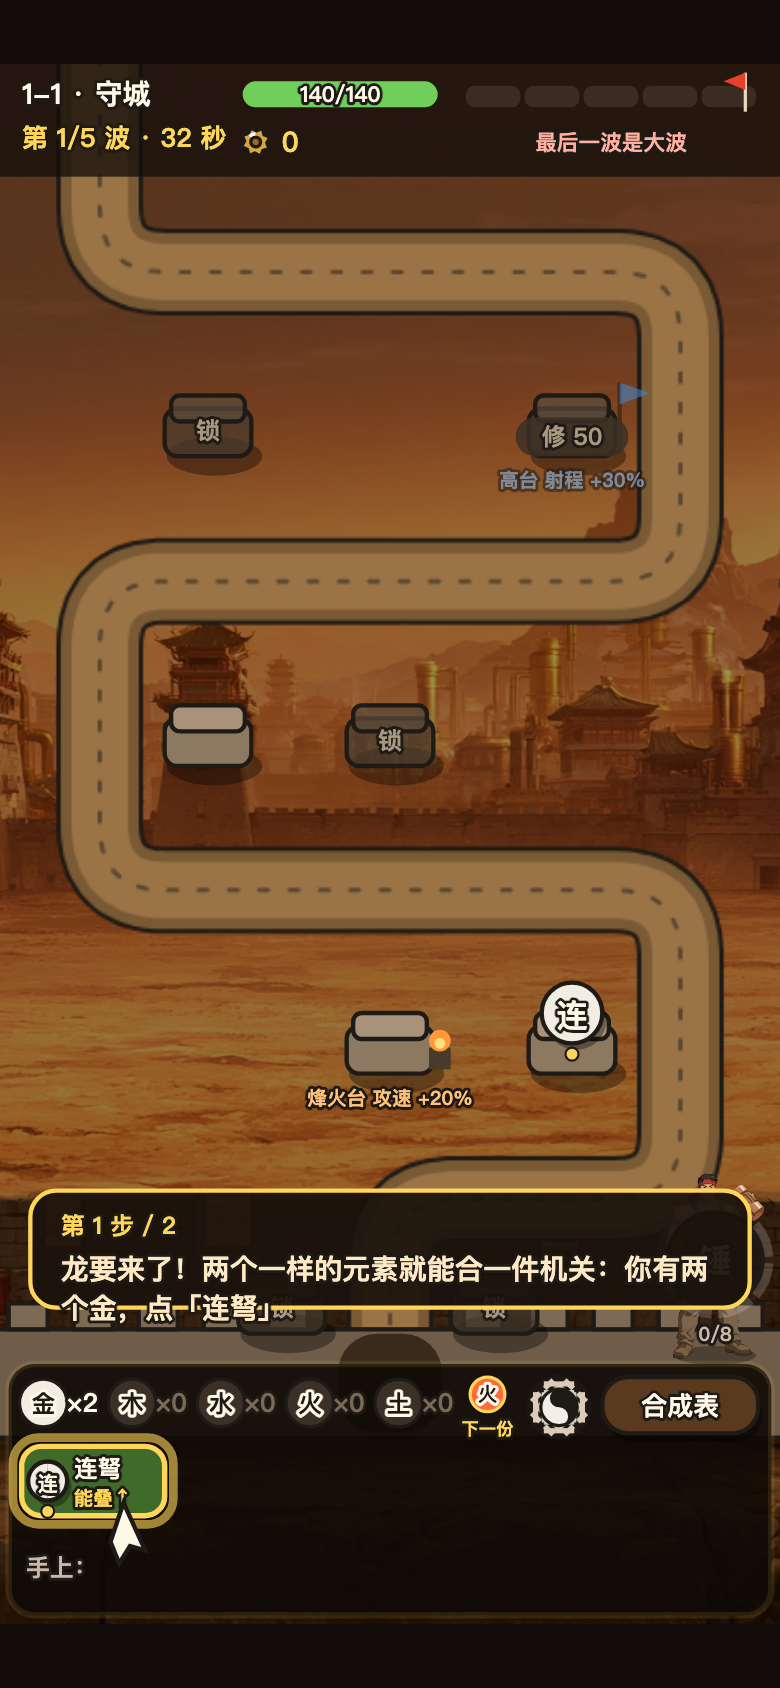 1–1 · 守城
140/140
第 1/5 波 · 32 秒
0
最后一波是大波
锁
修 50
高台 射程 +30%
锁
连
烽火台 攻速 +20%
第 1 步 / 2
龙要来了！两个一样的元素就能合一件机关：你有两
个金，点「连弩」
锤
锁
锁
0/8
金×2
木×0
水×0
火×0
土×0
火
下一份
合成表
连
连弩
能叠↑
手上：